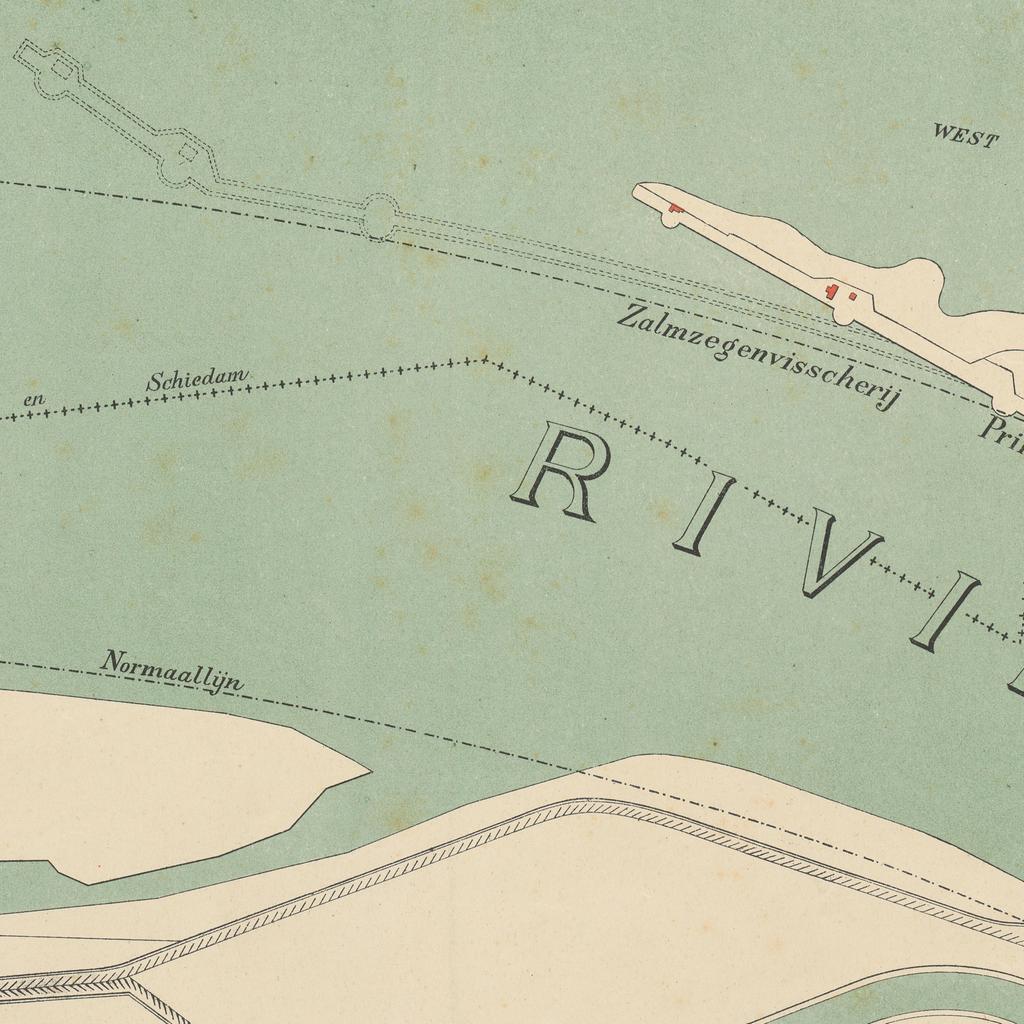 WEST
Zalmzegenvisscherij
en Schiedam
RIVI
Normaallijn